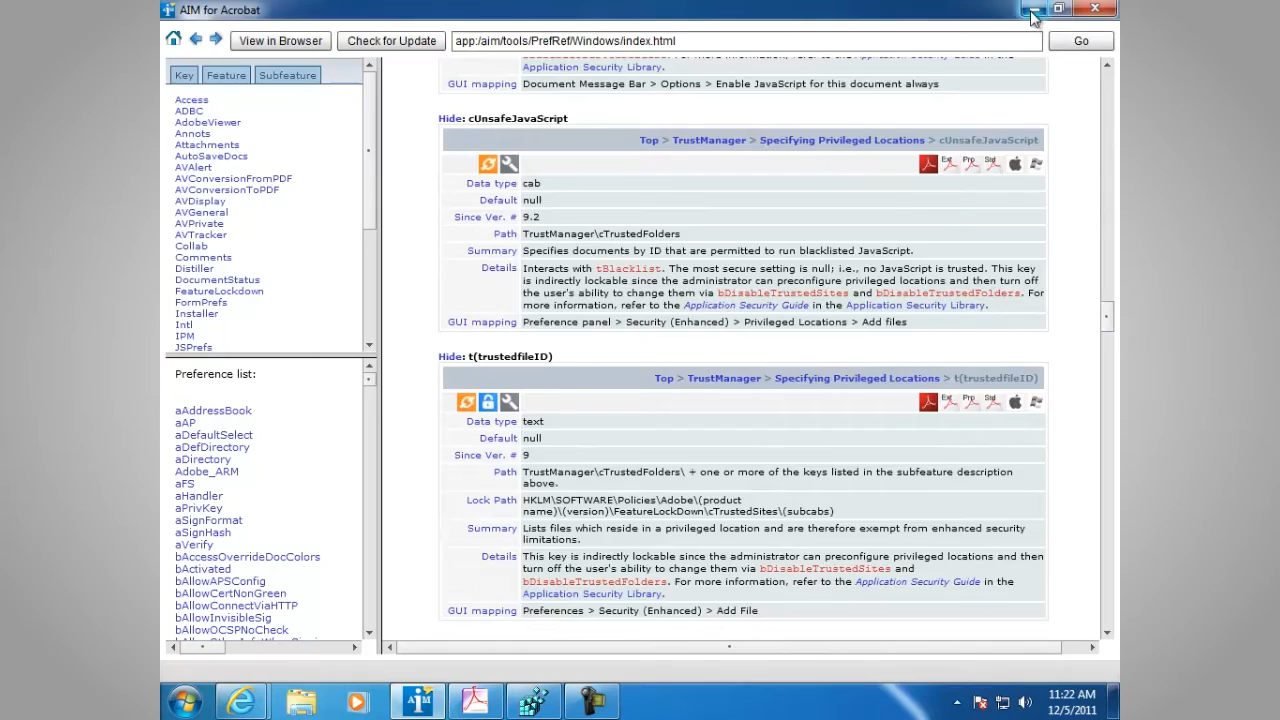 AIM for Acrobat
View in Browser
Check for Update
app:/aim/tools/PrefRef/Windows/index.html
Go
Key
Feature
Subfeature
Access
ADBC
AdobeViewer
Annots
Attachments
AutoSaveDocs
AVAlert
AVConversionFromPDF
AVConversionToPDF
AVDisplay
AVGeneral
AVPrivate
AVTracker
Collab
Comments
Distiller
DocumentStatus
FeatureLockdown
FormPrefs
Installer
Intl
IPM
JSPrefs
Preference list:
aAddressBook
aAP
aDefaultSelect
aDefDirectory
aDirectory
Adobe_ARM
aFS
aHandler
aPrivKey
aSignFormat
aSignHash
aVerify
bAccessOverrideDocColors
bActivated
bAllowAPSConfig
bAllowCertNonGreen
bAllowConnectViaHTTP
bAllowInvisibleSig
bAllowOCSPNoCheck
Application Security Library.
GUI mapping Document Message Bar > Options > Enable JavaScript for this document always
Hide: cUnsafeJavaScript
Top > TrustManager > Specifying Privileged Locations > cUnsafeJavaScript
Ext Pro Std
Data type cab
Default null
Since Ver. # 9.2
Path TrustManager\cTrustedFolders
Summary Specifies documents by ID that are permitted to run blacklisted JavaScript.
Details Interacts with tBlacklist. The most secure setting is null; i.e., no JavaScript is trusted. This key
is indirectly lockable since the administrator can preconfigure privileged locations and then turn off
the user's ability to change them via bDisableTrustedSites and bDisableTrustedFolders. For
more information, refer to the Application Security Guide in the Application Security Library.
GUI mapping Preference panel > Security (Enhanced) > Privileged Locations > Add files
Hide: t(trustedfileID)
Top > TrustManager > Specifying Privileged Locations > t(trustedfileID)
Ext Pro Std
Data type text
Default null
Since Ver. # 9
Path TrustManager\cTrustedFolders\ + one or more of the keys listed in the subfeature description
above.
Lock Path HKLM\SOFTWARE\Policies\Adobe\(product
name)\(version)\FeatureLockDown\cTrustedSites\(subcabs)
Summary Lists files which reside in a privileged location and are therefore exempt from enhanced security
limitations.
Details This key is indirectly lockable since the administrator can preconfigure privileged locations and then
turn off the user's ability to change them via bDisableTrustedSites and
bDisableTrustedFolders. For more information, refer to the Application Security Guide in the
Application Security Library.
GUI mapping Preferences > Security (Enhanced) > Add File
AIM
11:22 AM
12/5/2011